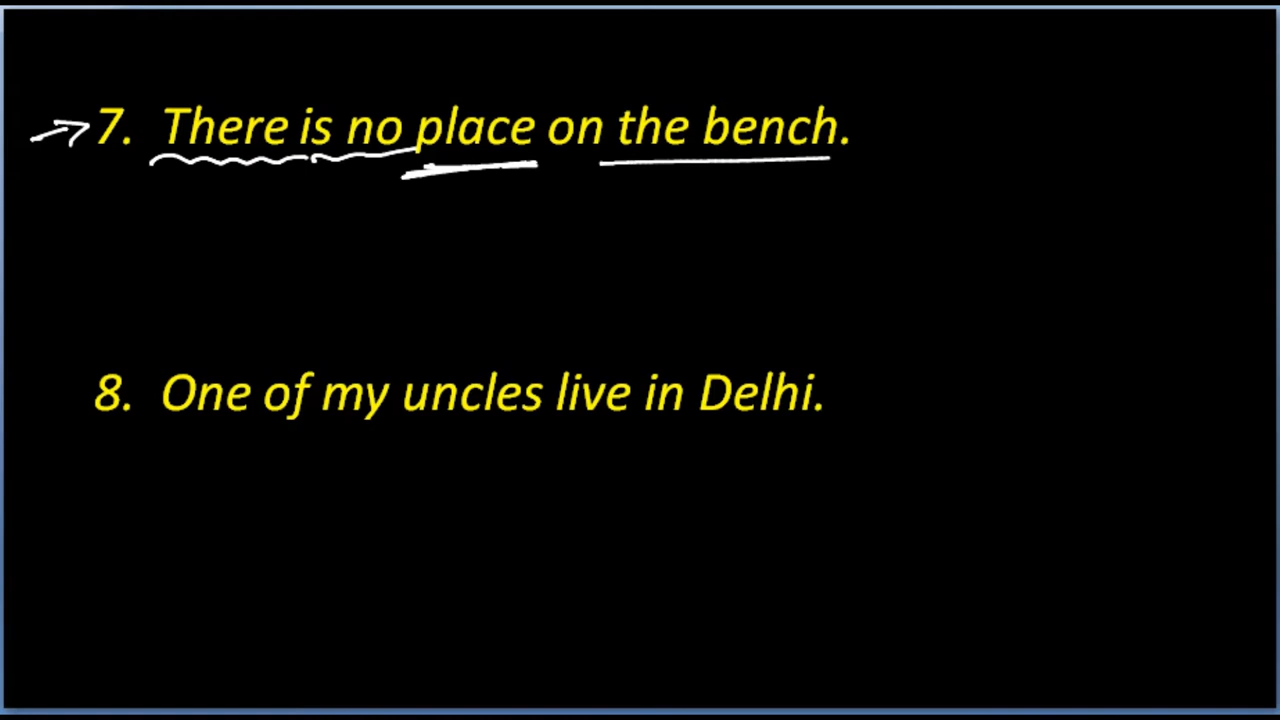 7. There is no place on the bench.
8. One of my uncles live in Delhi.